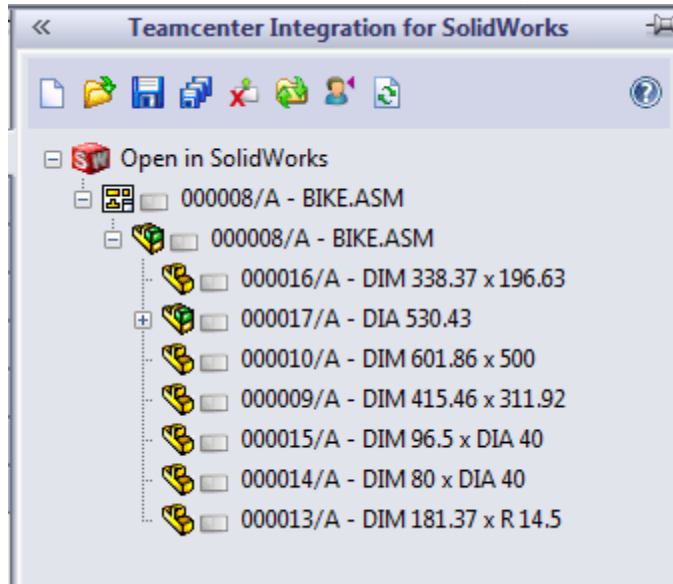 Teamcenter Integration for SolidWorks
Open in SolidWorks
000008/A - BIKE.ASM
000008/A - BIKE.ASM
000016/A - DIM 338.37 x 196.63
000017/A - DIA 530.43
000010/A - DIM 601.86 x 500
000009/A - DIM 415.46 x 311.92
000015/A - DIM 96.5 x DIA 40
000014/A - DIM 80 x DIA 40
000013/A - DIM 181.37 x R 14.5